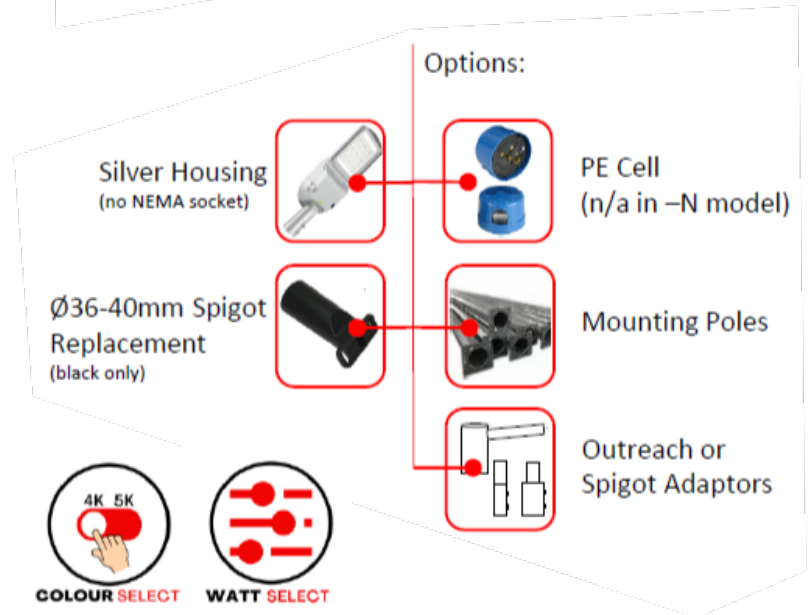 Options:
Silver Housing
(no NEMA socket)
PE Cell
(n/a in –N model)
Ø36-40mm Spigot
Replacement
(black only)
Mounting Poles
Outreach or
Spigot Adaptors
4K 5K
COLOUR SELECT
WATT SELECT